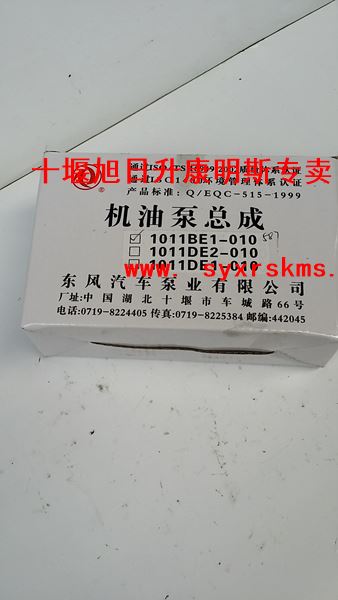 十堰旭日升康明斯专卖
产品标准: Q/EQC-515-1999
机油泵总成
1011BE1-010
1011DE2-010
www.syxrskms.com
东风汽车泵业有限公司
厂址:中国湖北十堰市车城路66号
电话:0719-8224405 传真:0719-8225384 邮编:442045